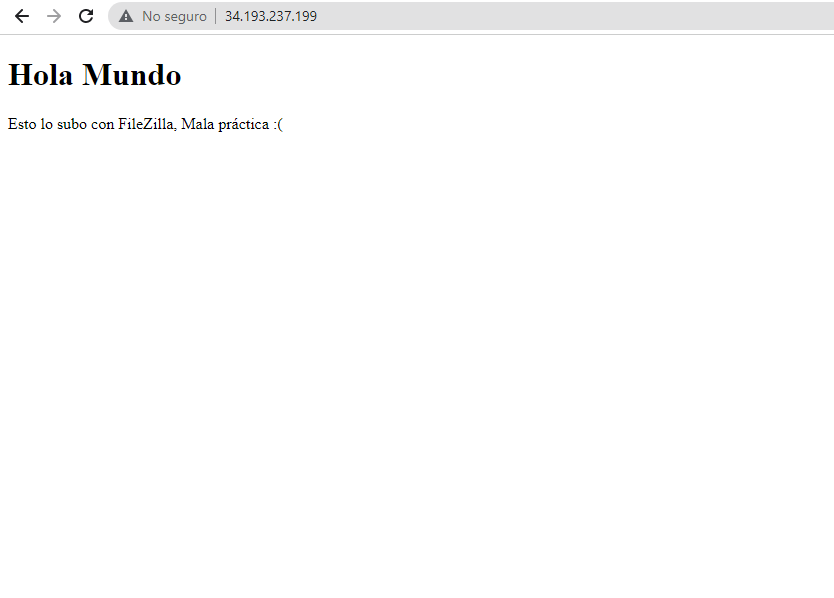 No seguro | 34.193.237.199
Hola Mundo
Esto lo subo con FileZilla, Mala práctica :(